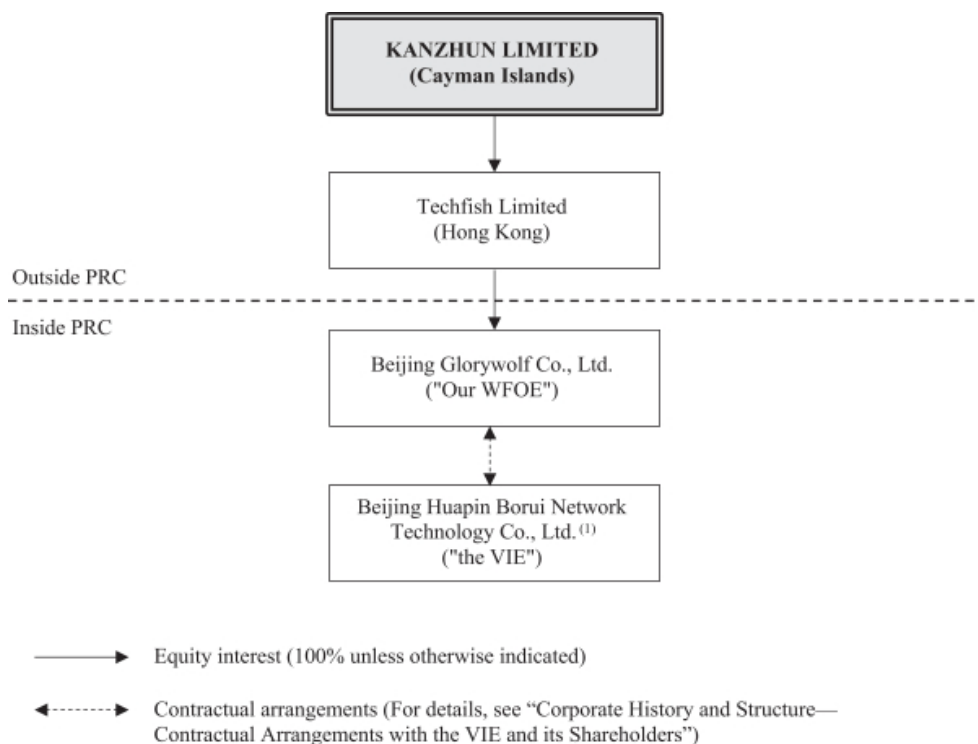 KANZHUN LIMITED
(Cayman Islands)
Techfish Limited
(Hong Kong)
Outside PRC
Inside PRC
Beijing Glorywolf Co., Ltd.
("Our WFOE")
Beijing Huapin Borui Network
Technology Co., Ltd. (1)
("the VIE")
Equity interest (100% unless otherwise indicated)
Contractual arrangements (For details, see “Corporate History and Structure—
Contractual Arrangements with the VIE and its Shareholders”)